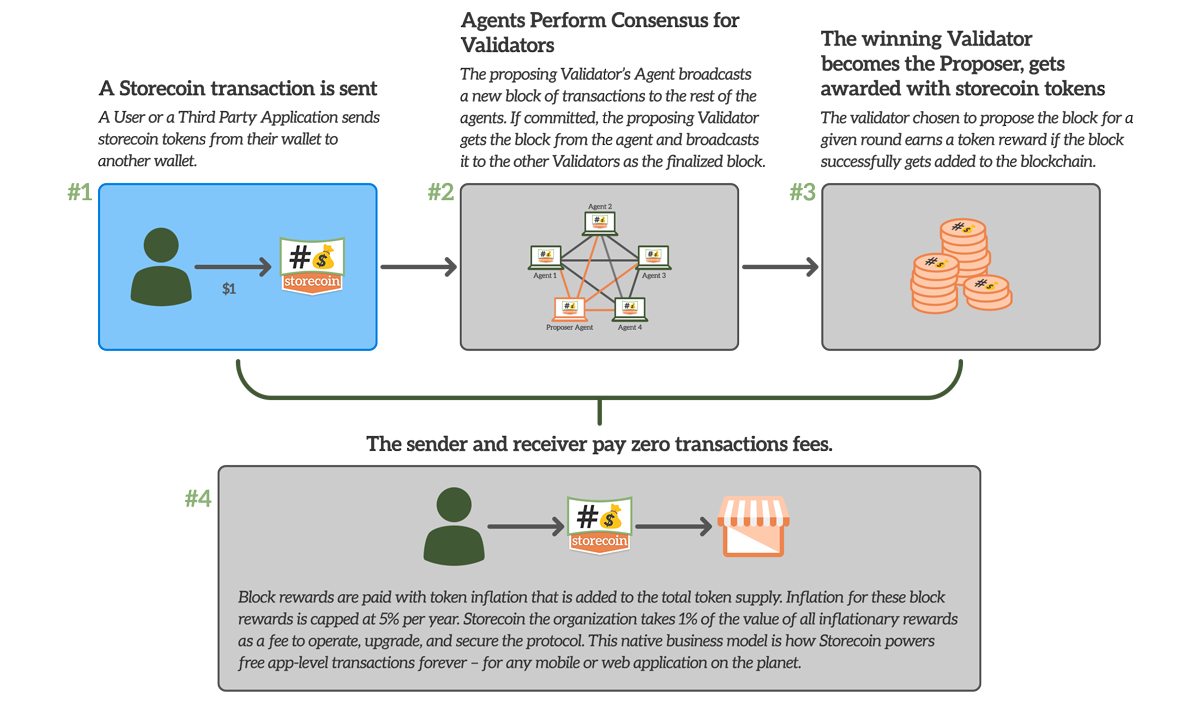 A Storecoin transaction is sent
A User or a Third Party Application sends
storecoin tokens from their wallet to
another wallet.
#1
$1
#$
storecoin
Agents Perform Consensus for
Validators
The proposing Validator's Agent broadcasts
a new block of transactions to the rest of the
agents. If committed, the proposing Validator
gets the block from the agent and broadcasts
it to the other Validators as the finalized block.
#2
Agent 2
Agent 1
Agent 3
Proposer Agent
Agent 4
The winning Validator
becomes the Proposer, gets
awarded with storecoin tokens
The validator chosen to propose the block for a
given round earns a token reward if the block
successfully gets added to the blockchain.
#3
#$
#$
#$
The sender and receiver pay zero transactions fees.
#4
#$
storecoin
Block rewards are paid with token inflation that is added to the total token supply. Inflation for these block
rewards is capped at 5% per year. Storecoin the organization takes 1% of the value of all inflationary rewards
as a fee to operate, upgrade, and secure the protocol. This native business model is how Storecoin powers
free app-level transactions forever – for any mobile or web application on the planet.